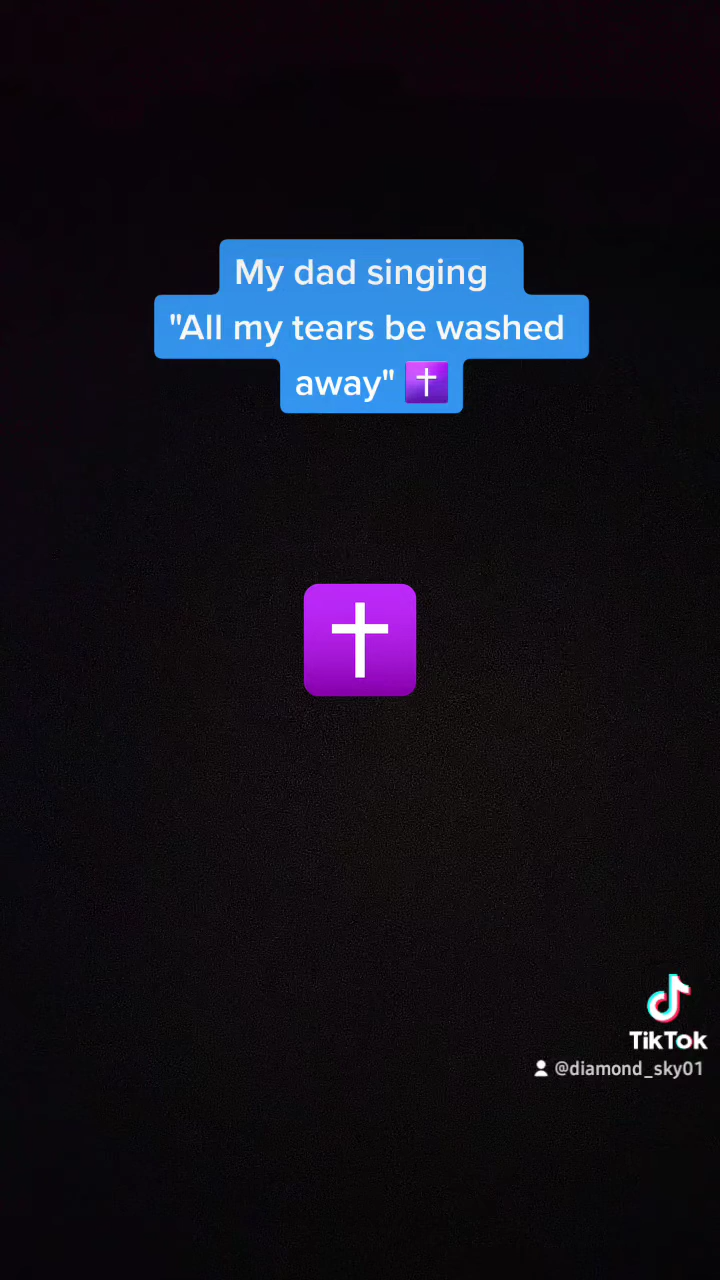 My dad singing
"All my tears be washed
away" ✝️
✝️
TikTok
@diamond_sky01